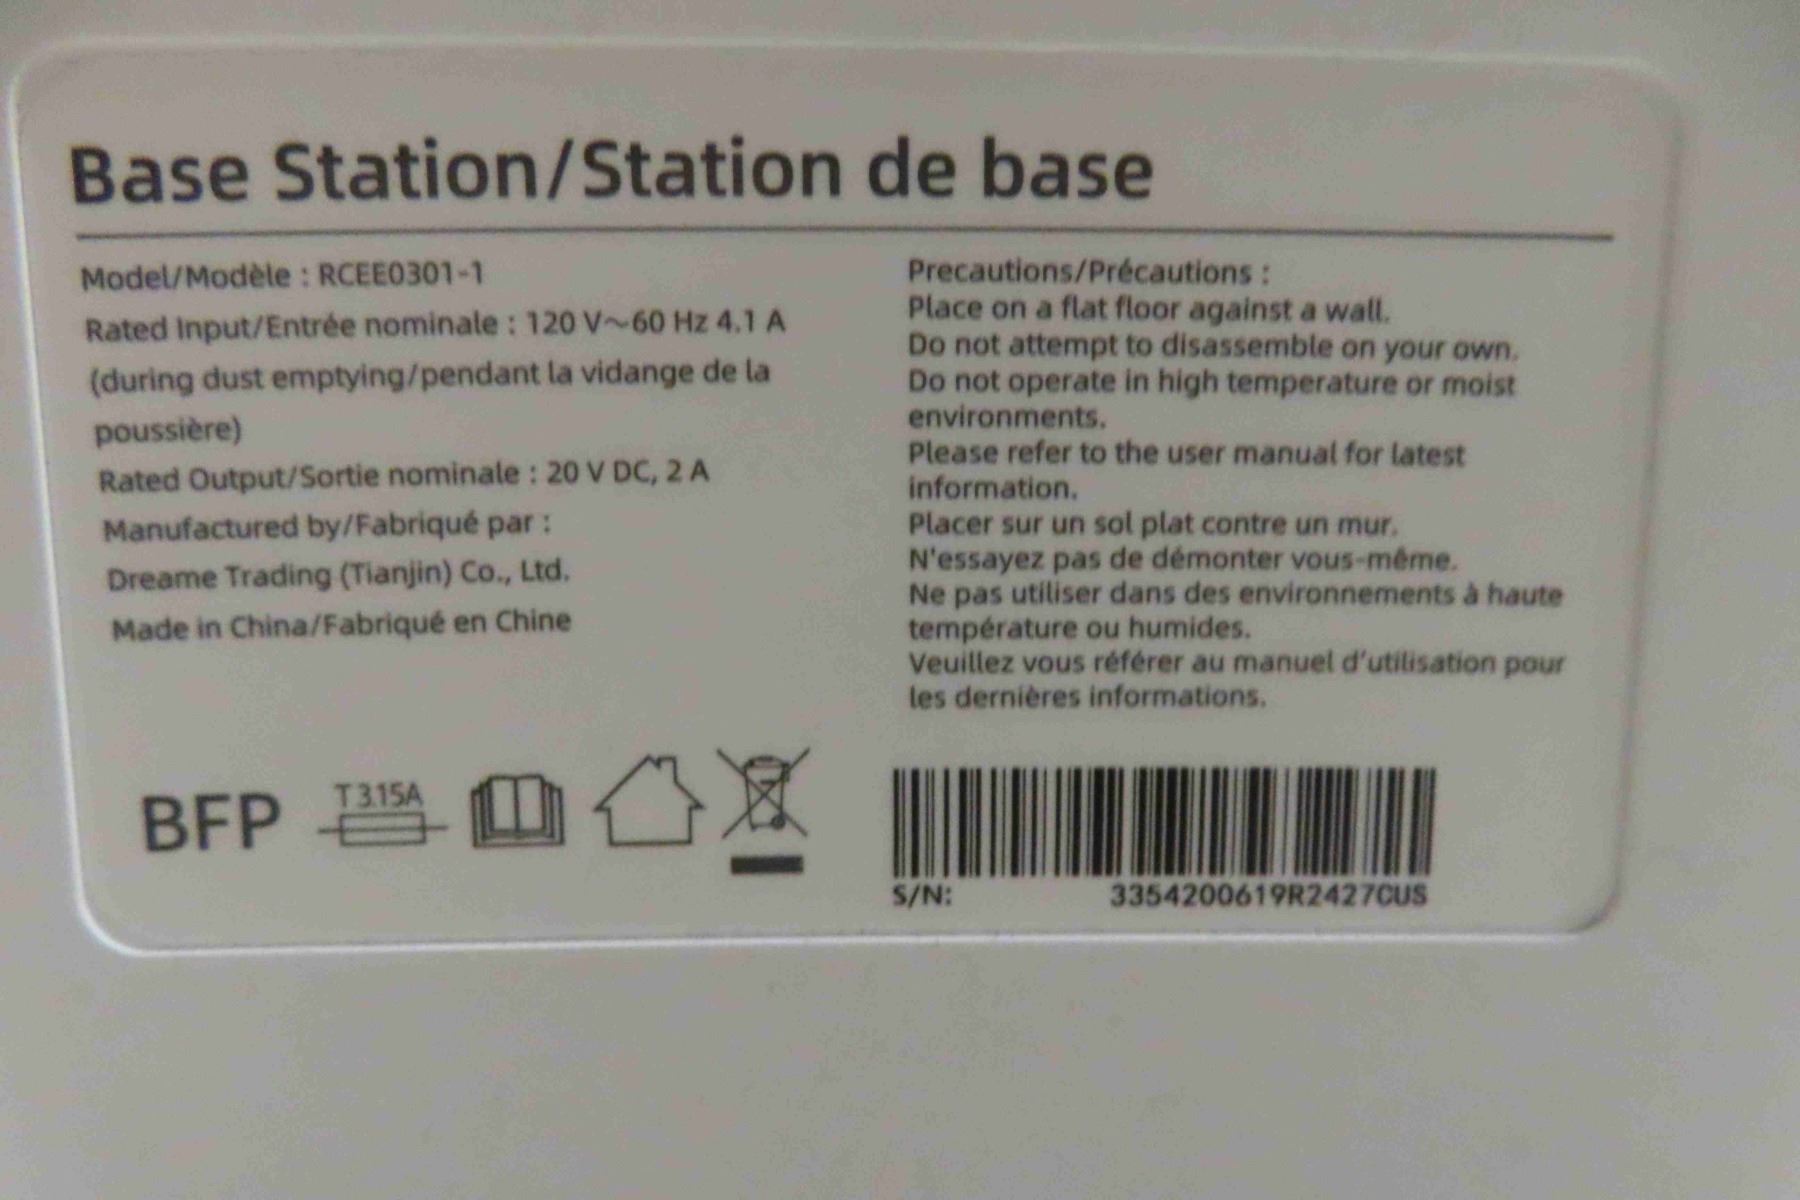 Base Station/Station de base
Model/Modèle : RCEE0301-1
Rated Input/Entrée nominale : 120 V~60 Hz 4.1 A
(during dust emptying/pendant la vidange de la
poussière)
Rated Output/Sortie nominale : 20 V DC, 2 A
Manufactured by/Fabriqué par :
Dreame Trading (Tianjin) Co., Ltd.
Made in China/Fabriqué en Chine
Precautions/Précautions :
Place on a flat floor against a wall.
Do not attempt to disassemble on your own.
Do not operate in high temperature or moist
environments.
Please refer to the user manual for latest
information.
Placer sur un sol plat contre un mur.
N'essayez pas de démonter vous-même.
Ne pas utiliser dans des environnements à haute
température ou humides.
Veuillez vous référer au manuel d'utilisation pour
les dernières informations.
BFP
T 3.15A
S/N: 3354200619R2427CUS